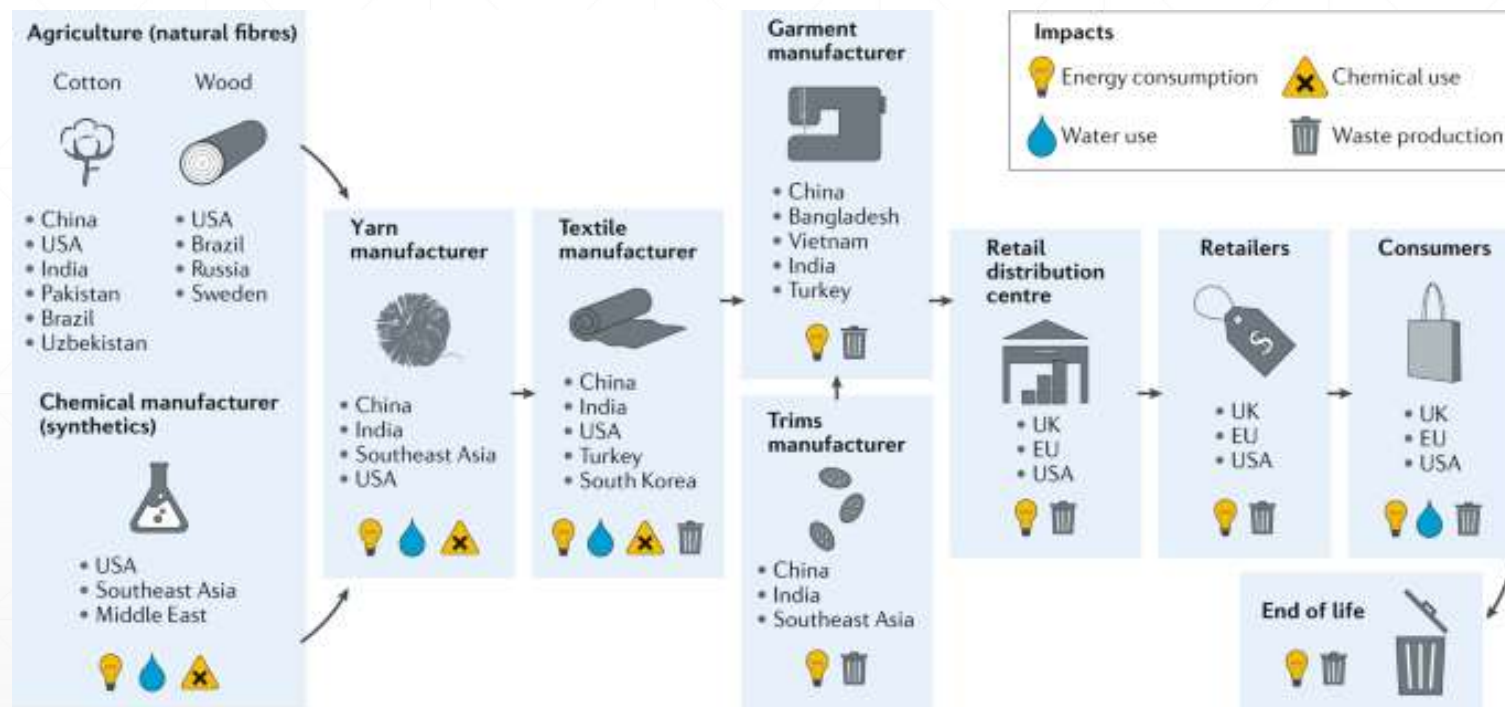 Agriculture (natural fibres)
Cotton
Wood
• China
• USA
• India
• Pakistan
• Brazil
• Uzbekistan
• USA
• Brazil
• Russia
• Sweden
Chemical manufacturer
(synthetics)
• USA
• Southeast Asia
• Middle East
Yarn
manufacturer
• China
• India
• Southeast Asia
• USA
Textile
manufacturer
• China
• India
• USA
• Turkey
• South Korea
Garment
manufacturer
• China
• Bangladesh
• Vietnam
• India
• Turkey
Trims
manufacturer
• China
• India
• Southeast Asia
Retail
distribution
centre
• UK
• EU
• USA
Retailers
$
• UK
• EU
• USA
Consumers
• UK
• EU
• USA
End of life
Impacts
Energy consumption
Chemical use
Water use
Waste production